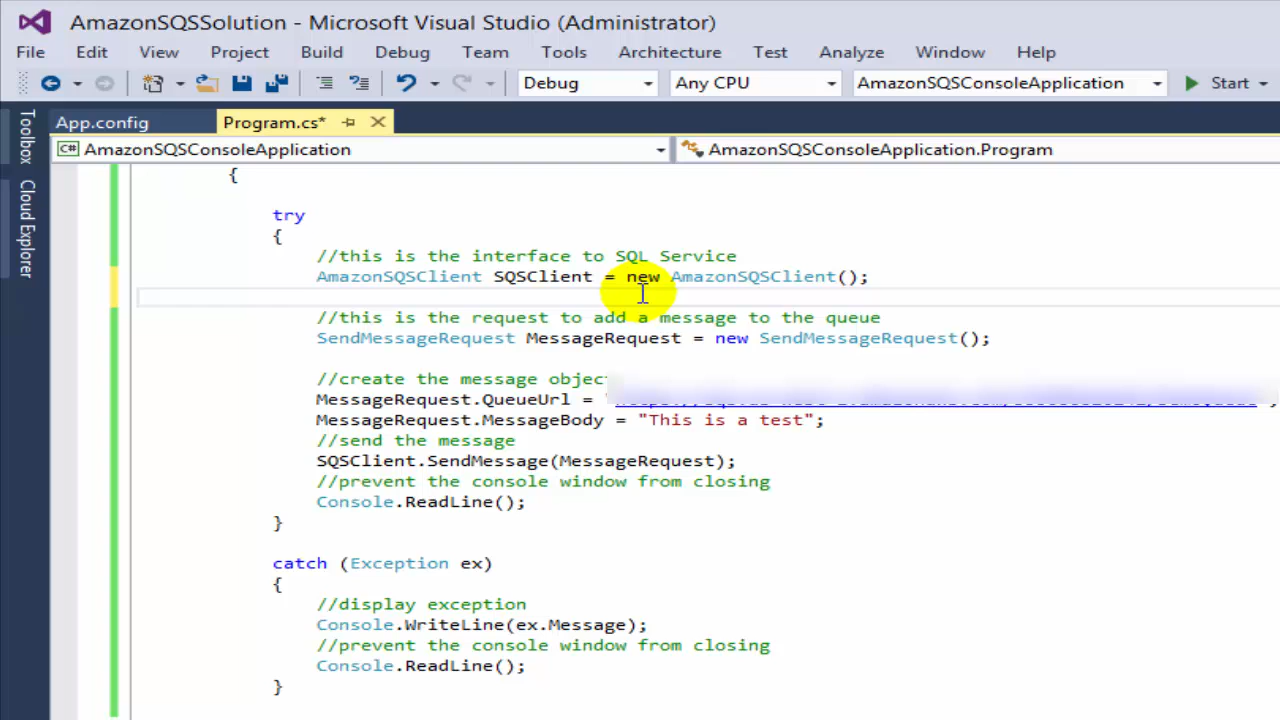 AmazonSQSSolution - Microsoft Visual Studio (Administrator)
File Edit View Project Build Debug Team Tools Architecture Test Analyze Window Help
Debug Any CPU AmazonSQSConsoleApplication Start
Toolbox
Cloud Explorer
App.config Program.cs*
C# AmazonSQSConsoleApplication AmazonSQSConsoleApplication.Program
{
try
{
//this is the interface to SQL Service
AmazonSQSClient SQSClient = new AmazonSQSClient();
//this is the request to add a message to the queue
SendMessageRequest MessageRequest = new SendMessageRequest();
//create the message objec
MessageRequest.QueueUrl = "
MessageRequest.MessageBody = "This is a test";
//send the message
SQSClient.SendMessage(MessageRequest);
//prevent the console window from closing
Console.ReadLine();
}
catch (Exception ex)
{
//display exception
Console.WriteLine(ex.Message);
//prevent the console window from closing
Console.ReadLine();
}